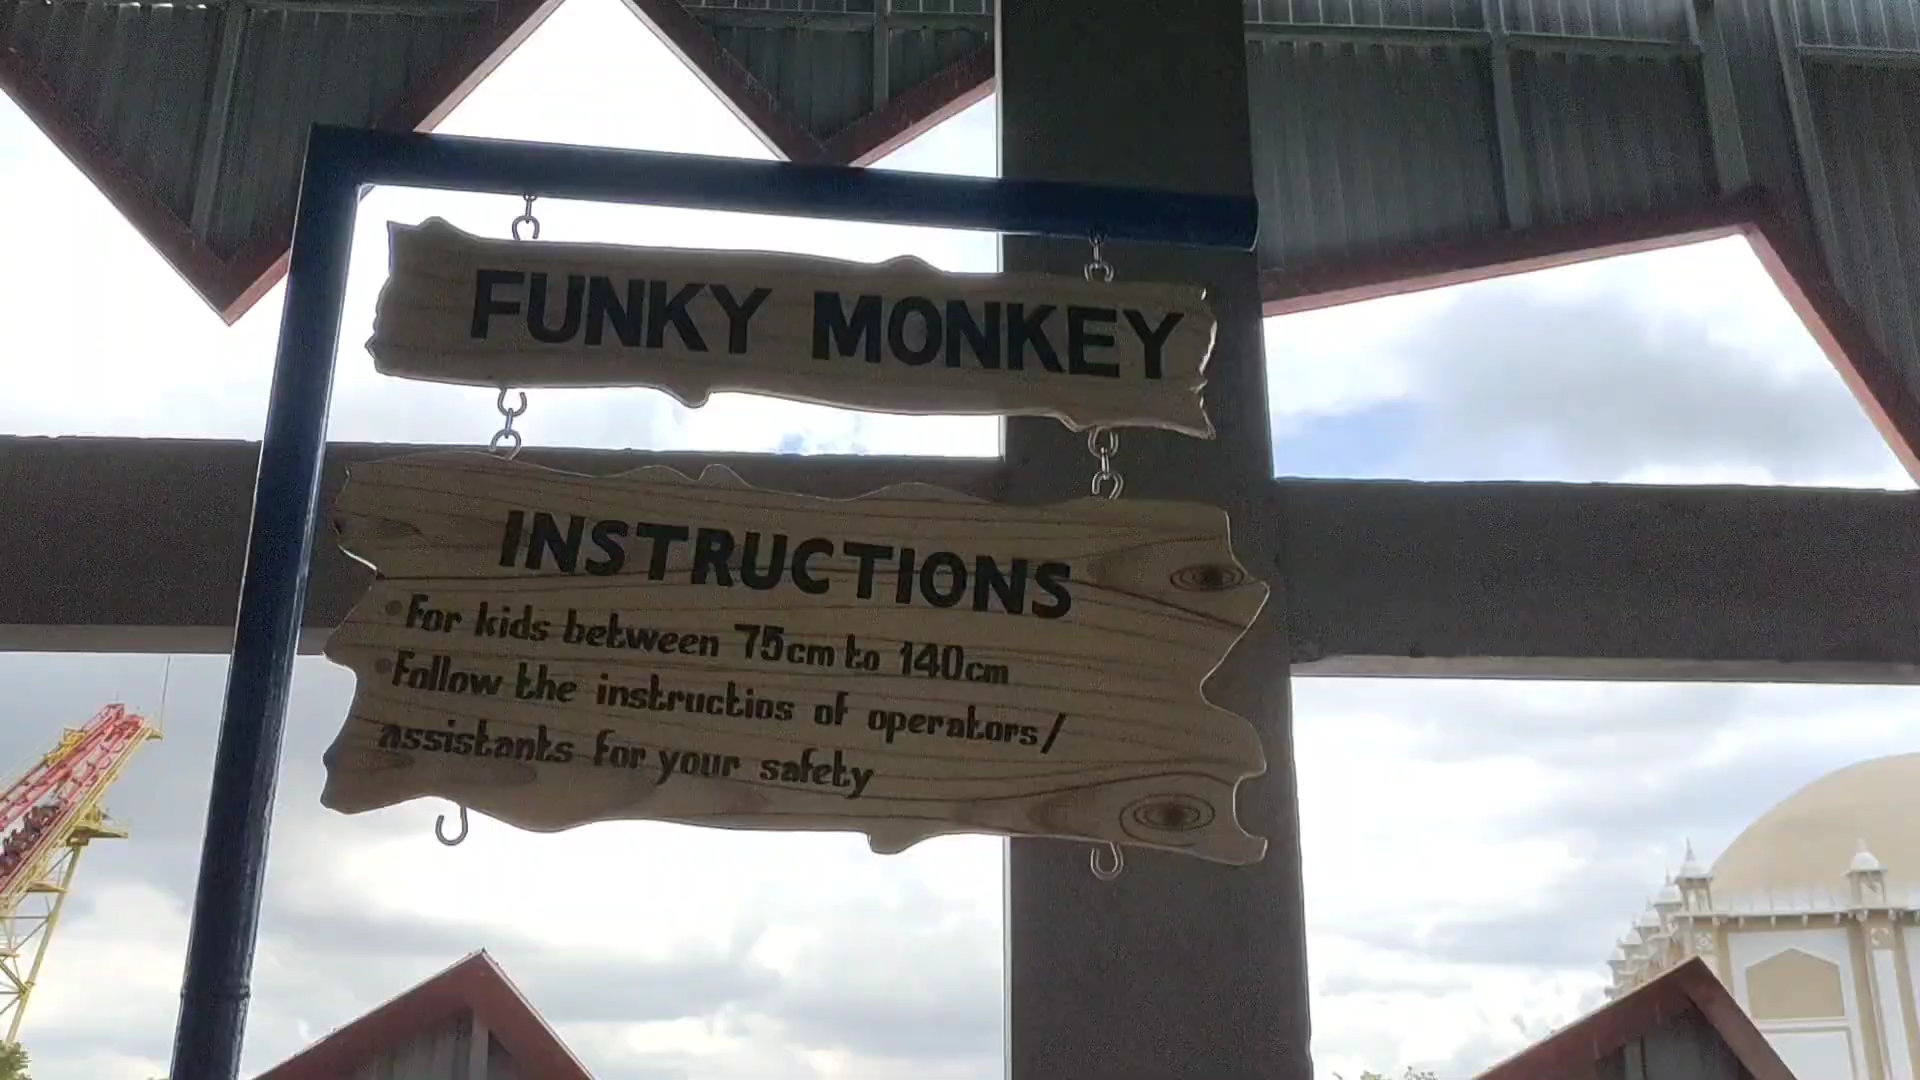 FUNKY MONKEY
INSTRUCTIONS
•For kids between 75cm to 140cm
•Follow the instructios of operators/
assistants for your safety